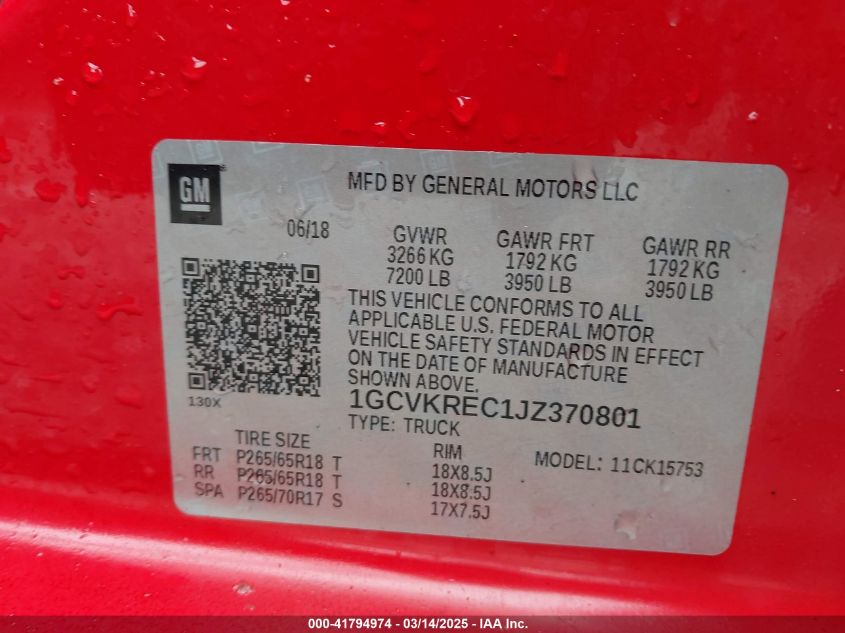 GM
MFD BY GENERAL MOTORS LLC
06/18
GVWR GAWR FRT GAWR RR
3266 KG 1792 KG 1792 KG
7200 LB 3950 LB 3950 LB
THIS VEHICLE CONFORMS TO ALL
APPLICABLE U.S. FEDERAL MOTOR
VEHICLE SAFETY STANDARDS IN EFFECT
ON THE DATE OF MANUFACTURE
SHOWN ABOVE.
130X
1GCVKREC1JZ370801
TYPE: TRUCK
TIRE SIZE RIM MODEL: 11CK15753
FRT P265/65R18 T 18X8.5J
RR P265/65R18 T 18X8.5J
SPA P265/70R17 S 17X7.5J
000-41794974 / 03/14/2025 - IAA Inc.